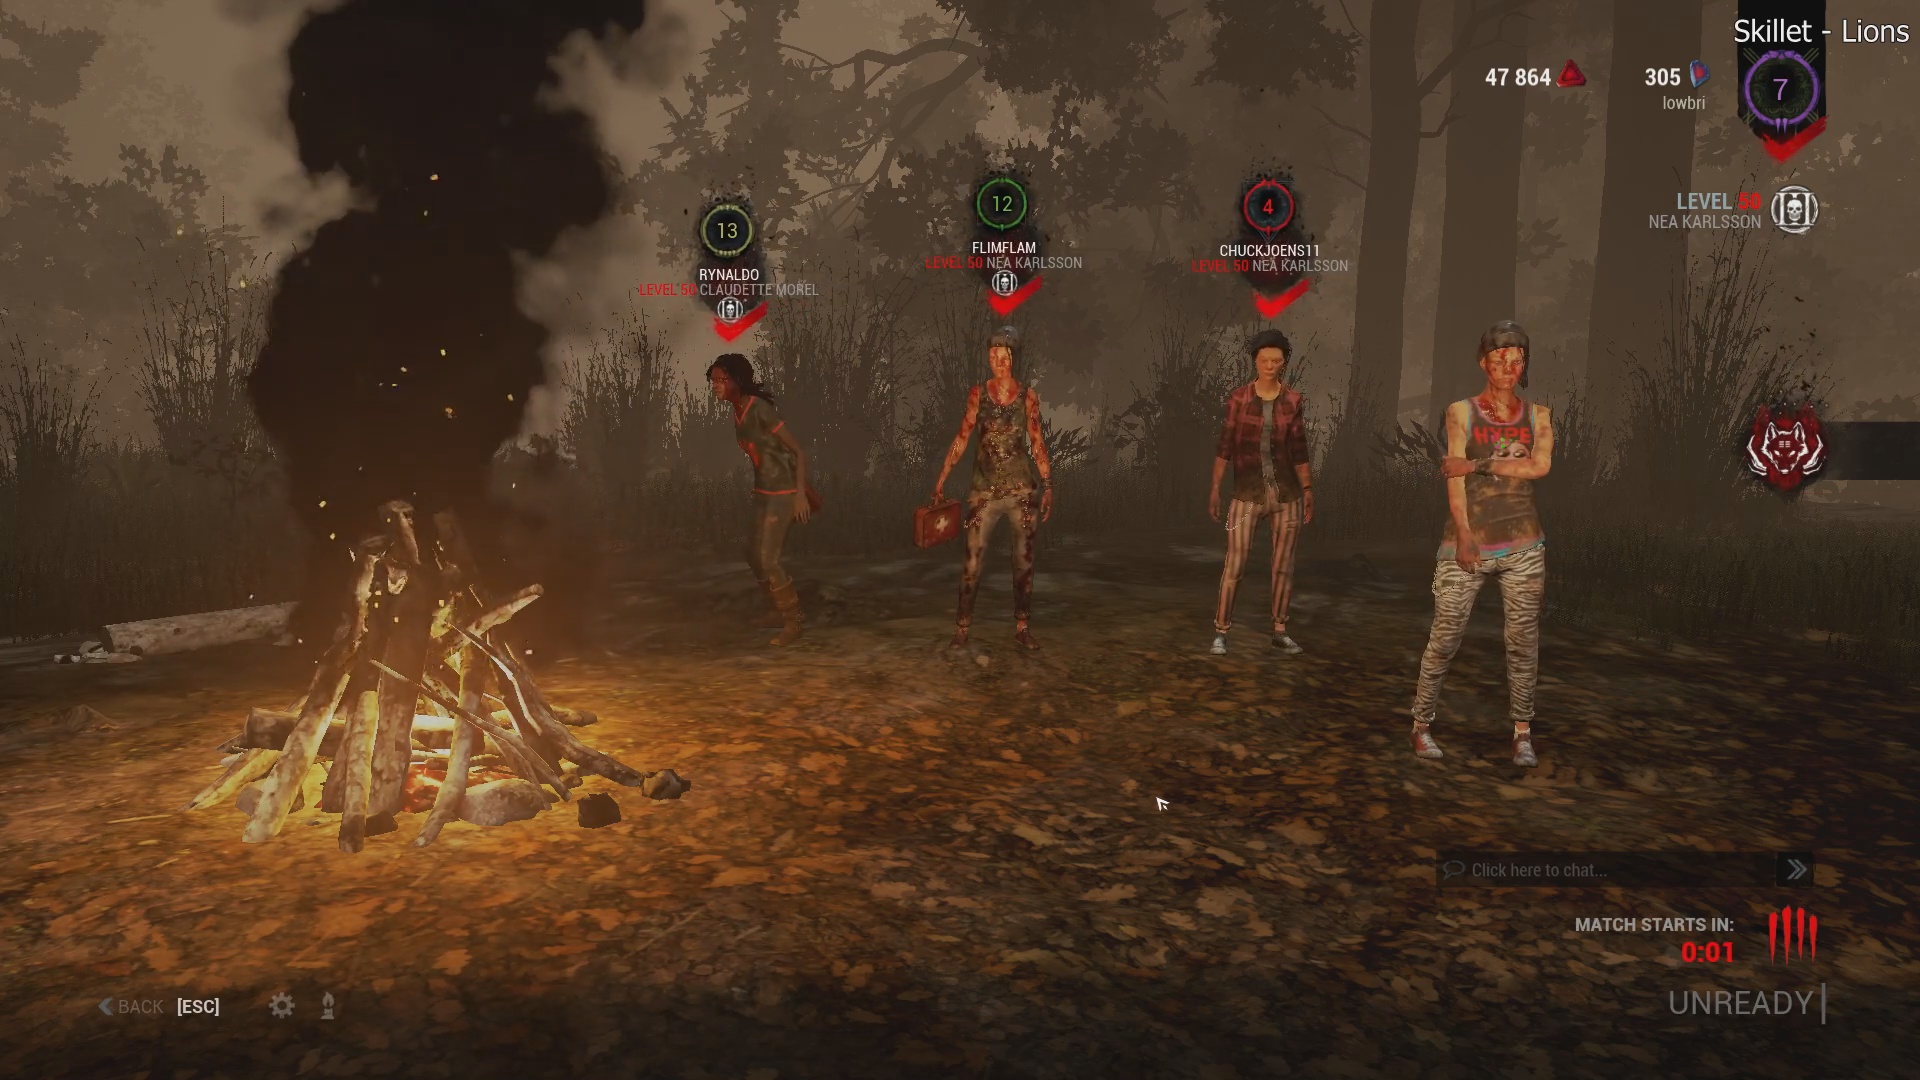 Skillet - Lions
47 864
305
lowbri
7
LEVEL 50
NEA KARLSSON
13
RYNALDO
LEVEL 50 CLAUDETTE MOREL
12
FLIMFLAM
LEVEL 50 NEA KARLSSON
4
CHUCKJOENS11
LEVEL 50 NEA KARLSSON
HYPE
Click here to chat...
MATCH STARTS IN:
0:01
BACK [ESC]
UNREADY